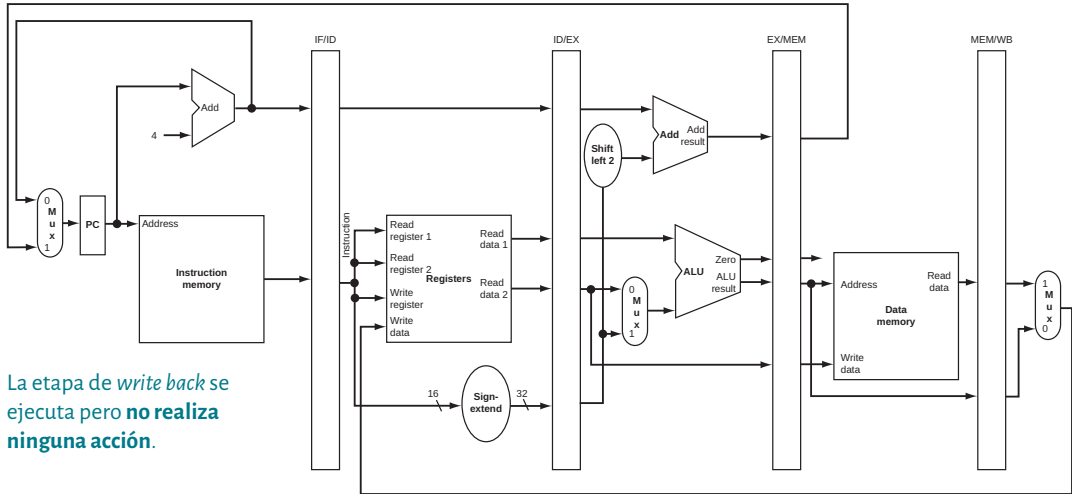 IF/ID
ID/EX
EX/MEM
MEM/WB
Add
4
Add
Add
result
Shift
left 2
0
M
u
x
1
PC
Address
Instruction
memory
Instruction
Read
register 1
Read
register 2
Registers
Write
register
Write
data
Read
data 1
Read
data 2
0
M
u
x
1
ALU
Zero
ALU
result
Address
Read
data
Data
memory
Write
data
1
M
u
x
0
16
Sign-
extend
32
La etapa de write back se
ejecuta pero no realiza
ninguna acción.